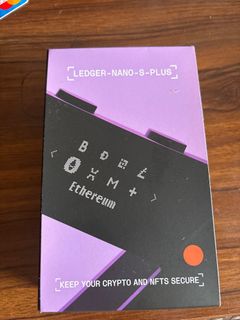 LEDGER-NANO-S-PLUS
Ethereum
KEEP YOUR CRYPTO AND NFTS SECURE